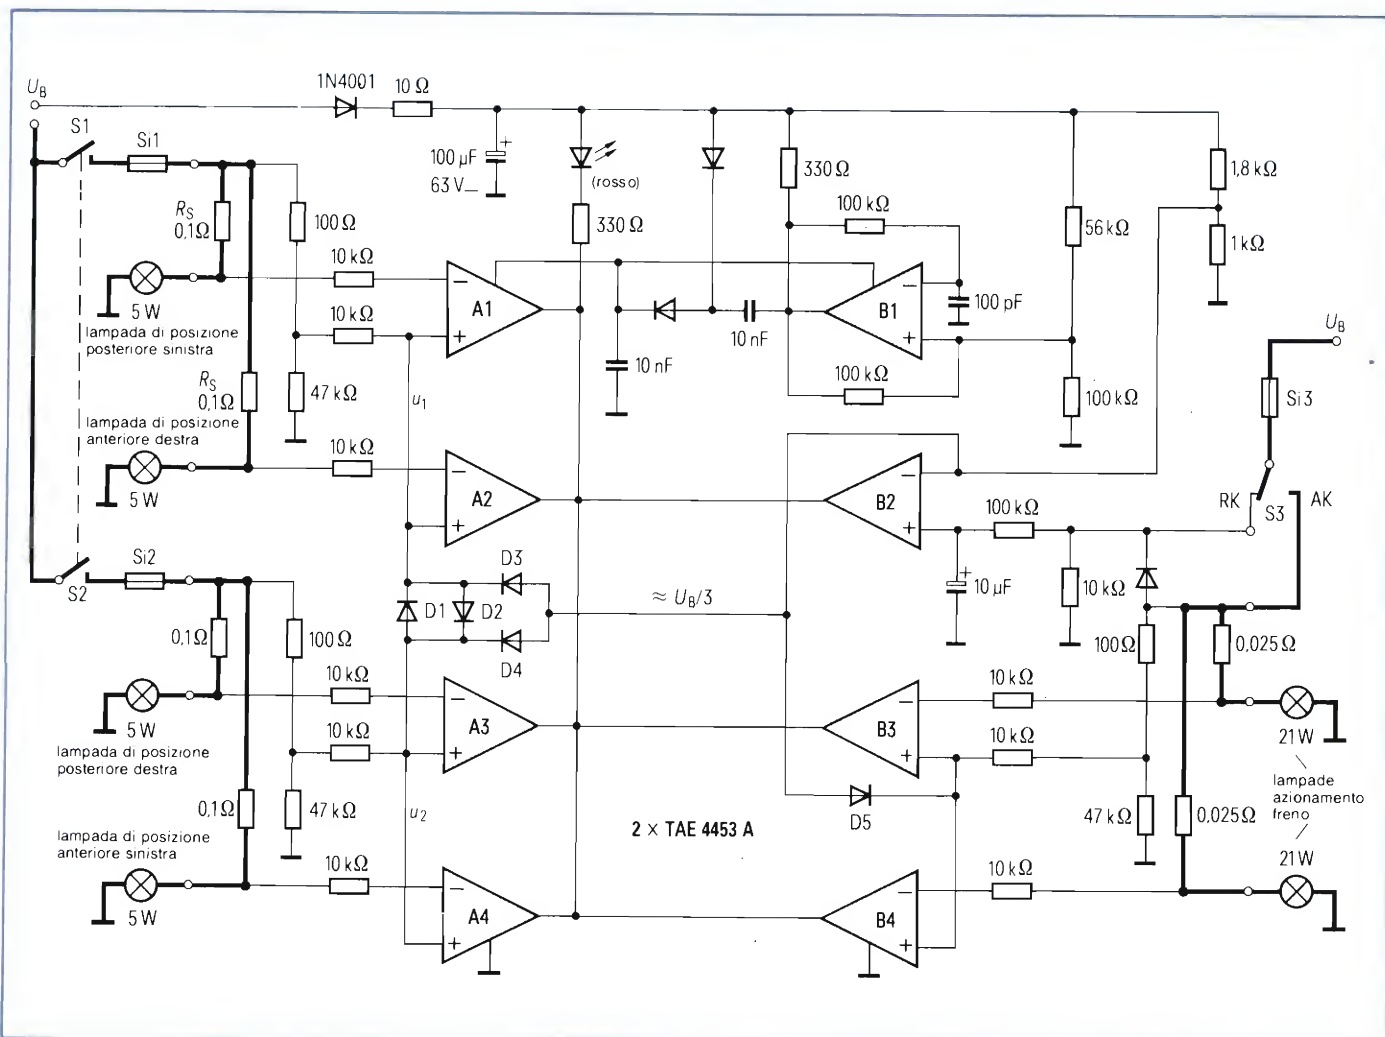 U_B
1N4001
10 Ω
S1
Si1
100 µF
63 V
+
(rosso)
330 Ω
330 Ω
100 kΩ
56 kΩ
1,8 kΩ
1 kΩ
R_S
0,1Ω
100 Ω
10 kΩ
5 W
lampada di posizione
posteriore sinistra
10 kΩ
−
A1
+
10 nF
10 nF
B1
−
+
100 pF
U_B
R_S
0,1Ω
47 kΩ
u₁
100 kΩ
100 kΩ
Si3
lampada di posizione
anteriore destra
10 kΩ
5 W
−
A2
+
B2
−
+
100 kΩ
RK
S3
AK
S2
Si2
D3
D1
D2
D4
≈ U_B/3
+
10 µF
10 kΩ
0,1Ω
100 Ω
100 Ω
0,025 Ω
10 kΩ
5 W
lampada di posizione
posteriore destra
10 kΩ
−
A3
+
B3
−
+
10 kΩ
10 kΩ
21 W
lampade
azionamento
freno
0,1Ω
47 kΩ
u₂
D5
2 × TAE 4453 A
47 kΩ
0,025 Ω
lampada di posizione
anteriore sinistra
10 kΩ
5 W
−
A4
+
B4
−
+
10 kΩ
21 W